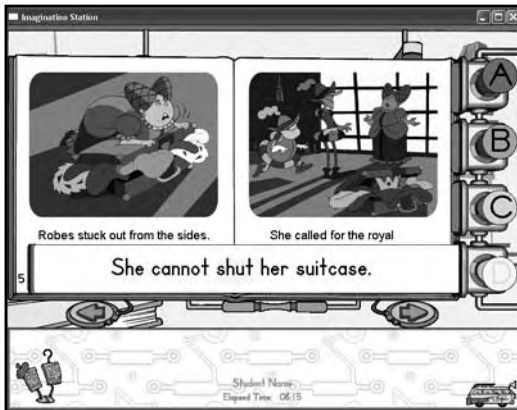 Imagination Station
A
B
Robes stuck out from the sides.
She called for the royal
C
5
She cannot shut her suitcase.
D
Student Name
Elapsed Time: 08:15